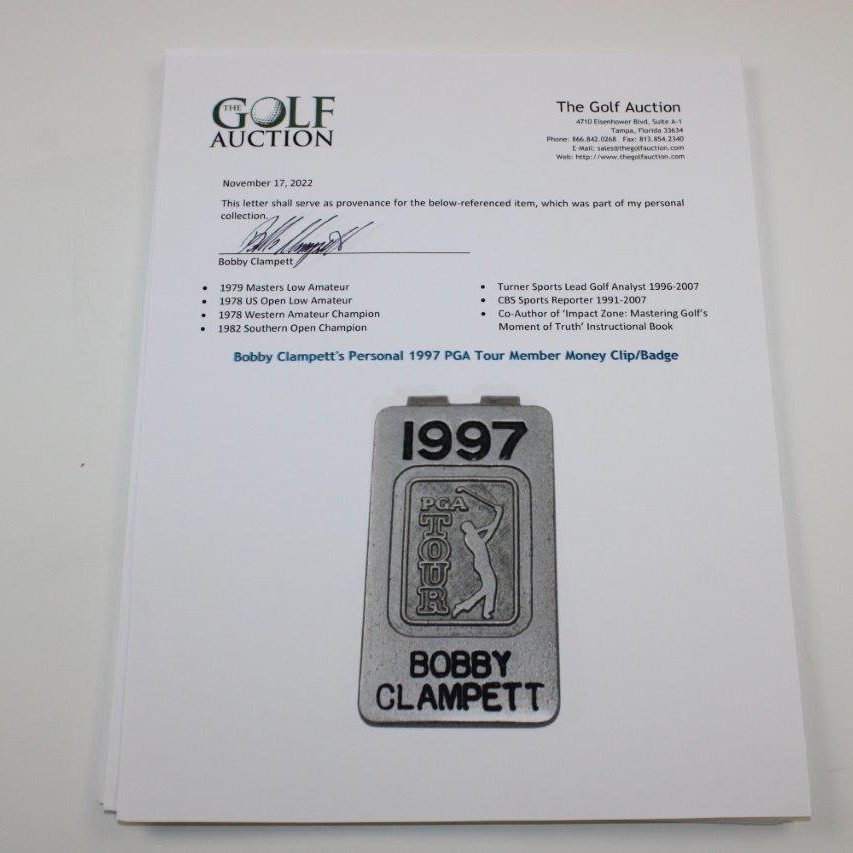 THE GOLF
AUCTION
The Golf Auction
4710 Eisenhower Blvd, Suite A-1
Tampa, Florida 33634
Phone: 866.842.0268 Fax: 813.854.2340
E-Mail: sales@thegolfauction.com
Web: http://www.thegolfauction.com
November 17, 2022
This letter shall serve as provenance for the below-referenced item, which was part of my personal
collection.
Bobby Clampett
Bobby Clampett
• 1979 Masters Low Amateur
• 1978 US Open Low Amateur
• 1978 Western Amateur Champion
• 1982 Southern Open Champion
• Turner Sports Lead Golf Analyst 1996-2007
• CBS Sports Reporter 1991-2007
• Co-Author of ‘Impact Zone: Mastering Golf’s
Moment of Truth’ Instructional Book
Bobby Clampett's Personal 1997 PGA Tour Member Money Clip/Badge
1997
PGA
TOUR
BOBBY
CLAMPETT